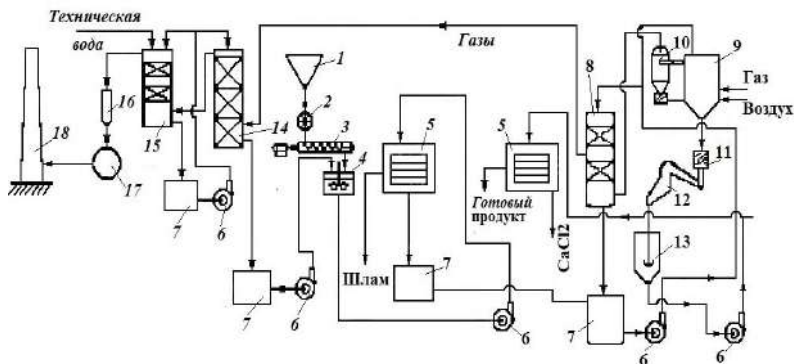 Техническая
вода
Газы
1
2
3
4
5
5
6
6
6
6
6
7
7
7
7
8
9
10
11
12
13
14
15
16
17
18
Газ
Воздух
Готовый
продукт
CaCl2
Шлам